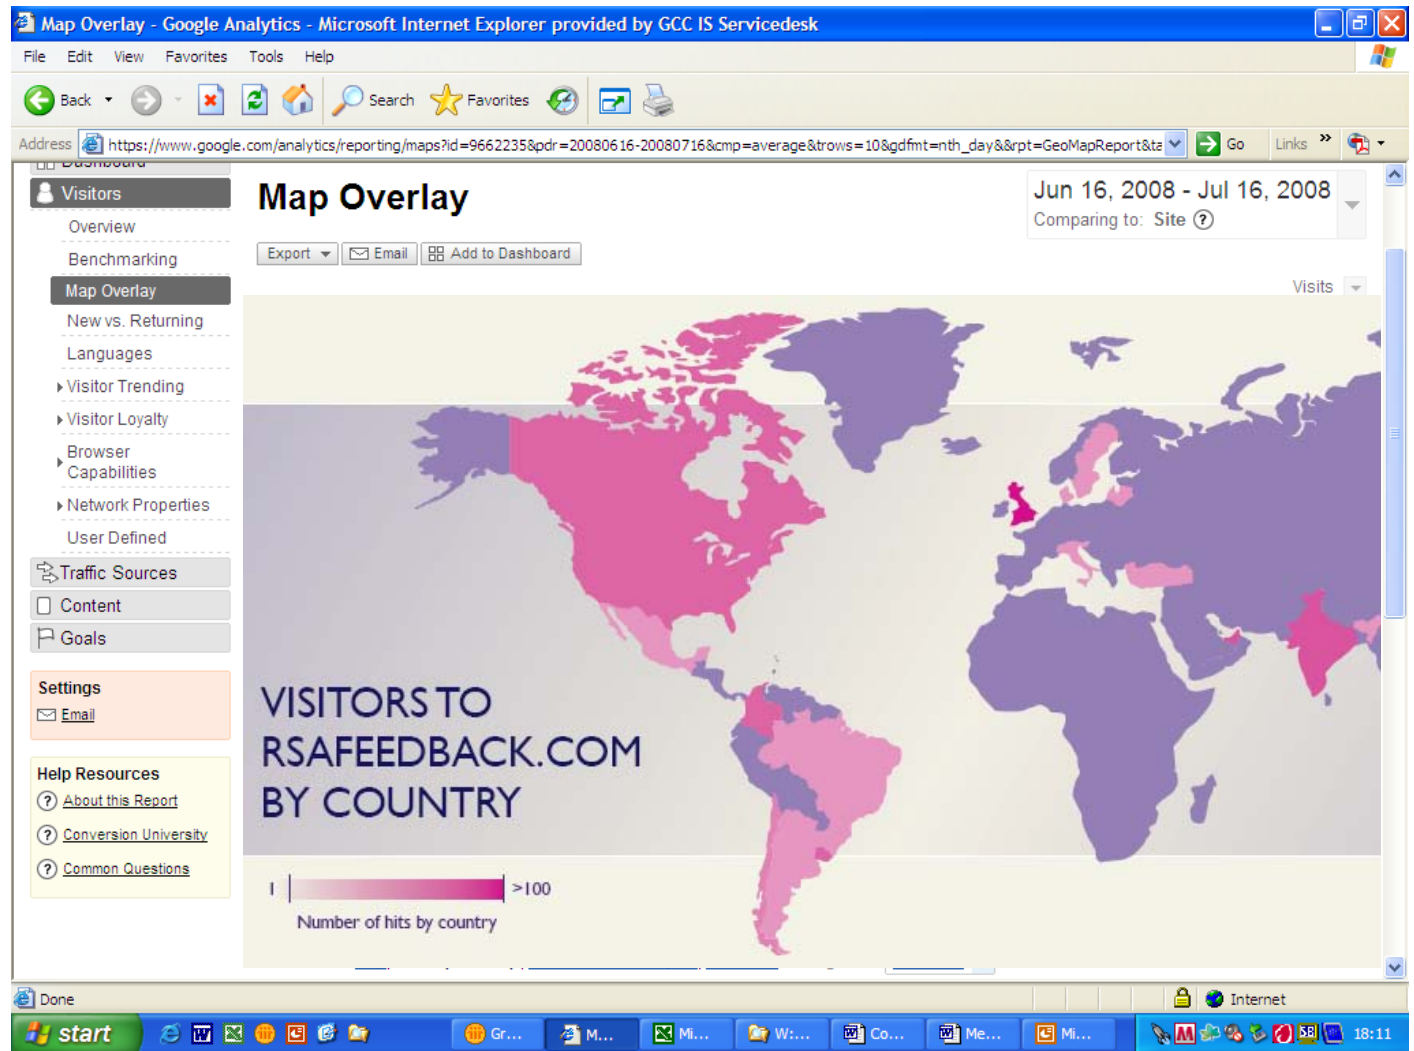 Map Overlay - Google Analytics - Microsoft Internet Explorer provided by GCC IS Servicedesk
File Edit View Favorites Tools Help
Back Search Favorites
Address https://www.google.com/analytics/reporting/maps?id=9662235&pdr=20080616-20080716&cmp=average&trows=10&gdfmt=nth_day&&rpt=GeoMapReport&ta Go Links »
Dashboard
Visitors
Overview
Benchmarking
Map Overlay
New vs. Returning
Languages
Visitor Trending
Visitor Loyalty
Browser
Capabilities
Network Properties
User Defined
Traffic Sources
Content
Goals
Settings
Email
Help Resources
? About this Report
? Conversion University
? Common Questions
Map Overlay
Jun 16, 2008 - Jul 16, 2008
Comparing to: Site ?
Export Email Add to Dashboard
Visits
VISITORS TO
RSAFEEDBACK.COM
BY COUNTRY
1 >100
Number of hits by country
Done Internet
start Gr... M... Mi... W:... Co... Me... Mi... 18:11